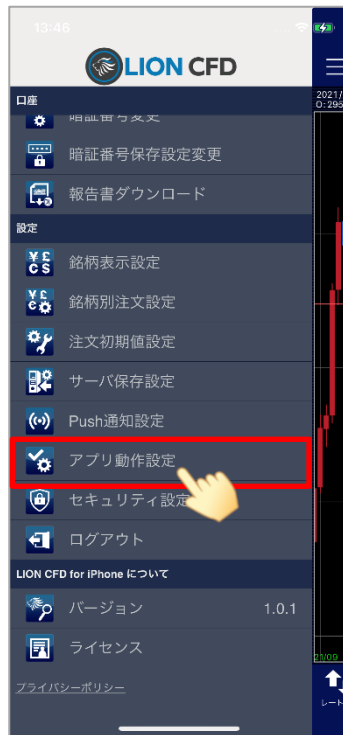 13:46
LION CFD
口座
暗証番号変更
暗証番号保存設定変更
報告書ダウンロード
設定
銘柄表示設定
銘柄別注文設定
注文初期値設定
サーバ保存設定
Push通知設定
アプリ動作設定
セキュリティ設定
ログアウト
LION CFD for iPhone について
バージョン 1.0.1
ライセンス
プライバシーポリシー
2021/
O:295
21/09
レート